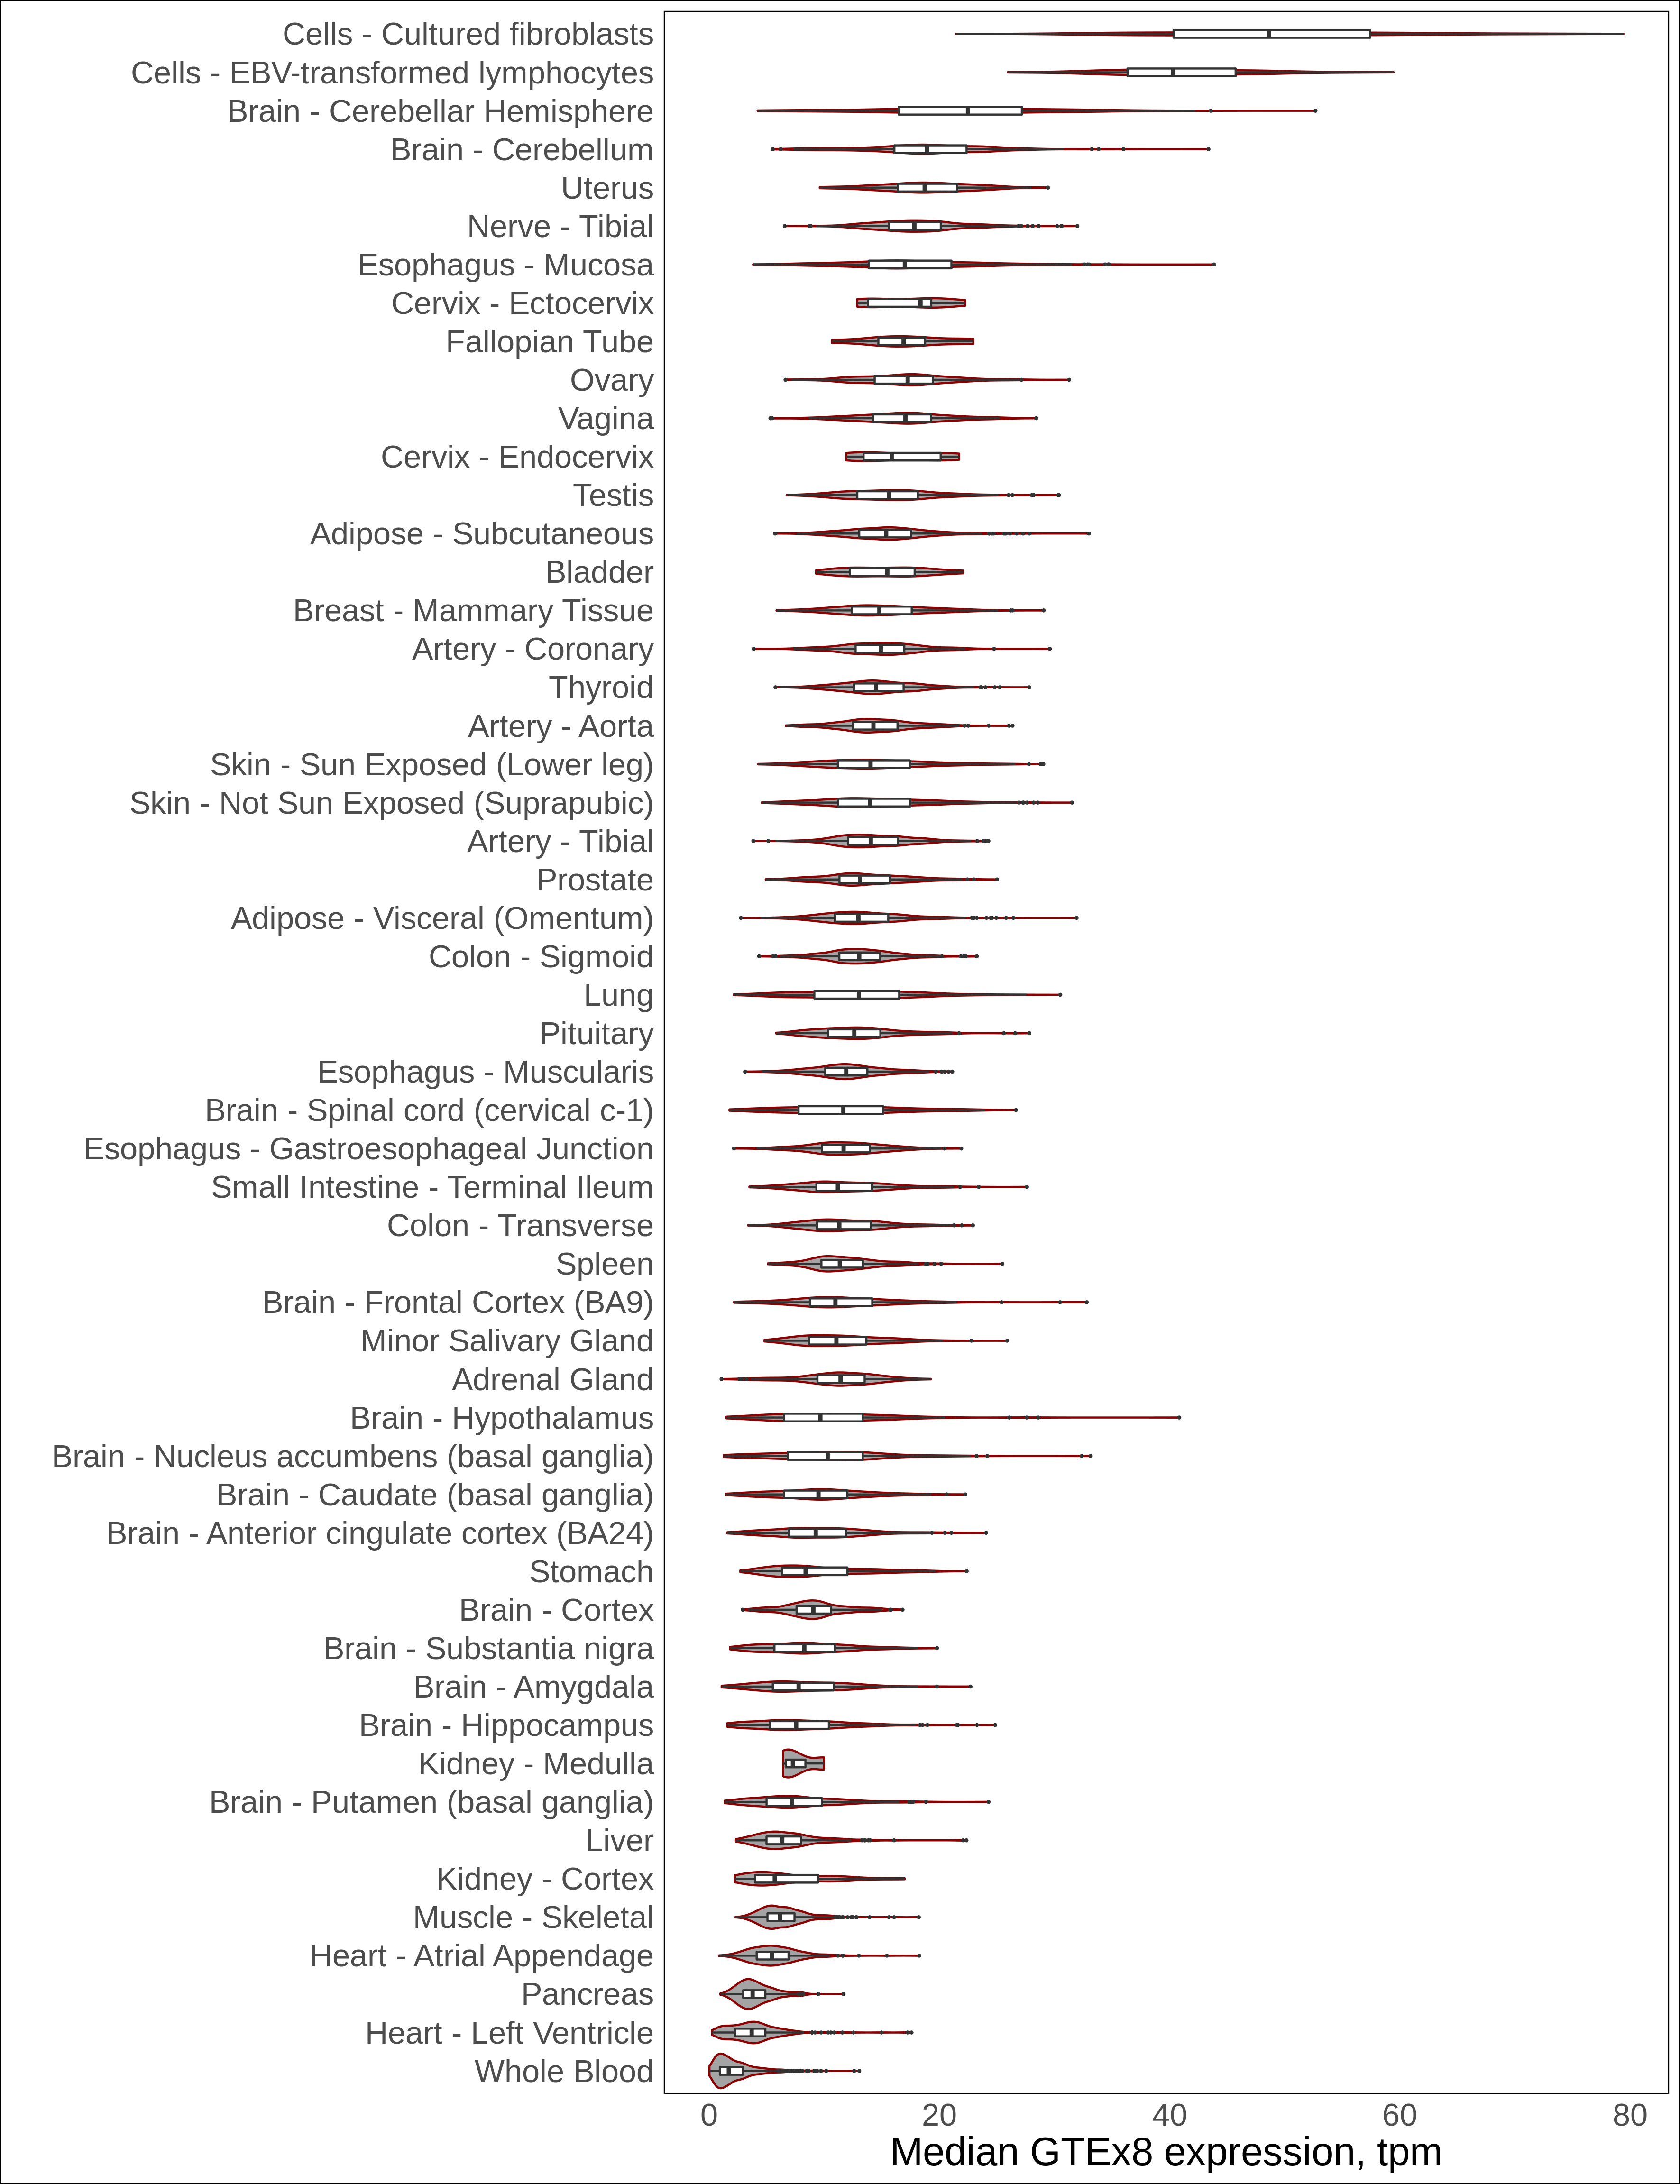 Cells - Cultured fibroblasts
Cells - EBV-transformed lymphocytes
Brain - Cerebellar Hemisphere
Brain - Cerebellum
Uterus
Nerve - Tibial
Esophagus - Mucosa
Cervix - Ectocervix
Fallopian Tube
Ovary
Vagina
Cervix - Endocervix
Testis
Adipose - Subcutaneous
Bladder
Breast - Mammary Tissue
Artery - Coronary
Thyroid
Artery - Aorta
Skin - Sun Exposed (Lower leg)
Skin - Not Sun Exposed (Suprapubic)
Artery - Tibial
Prostate
Adipose - Visceral (Omentum)
Colon - Sigmoid
Lung
Pituitary
Esophagus - Muscularis
Brain - Spinal cord (cervical c-1)
Esophagus - Gastroesophageal Junction
Small Intestine - Terminal Ileum
Colon - Transverse
Spleen
Brain - Frontal Cortex (BA9)
Minor Salivary Gland
Adrenal Gland
Brain - Hypothalamus
Brain - Nucleus accumbens (basal ganglia)
Brain - Caudate (basal ganglia)
Brain - Anterior cingulate cortex (BA24)
Stomach
Brain - Cortex
Brain - Substantia nigra
Brain - Amygdala
Brain - Hippocampus
Kidney - Medulla
Brain - Putamen (basal ganglia)
Liver
Kidney - Cortex
Muscle - Skeletal
Heart - Atrial Appendage
Pancreas
Heart - Left Ventricle
Whole Blood
0 20 40 60 80
Median GTEx8 expression, tpm